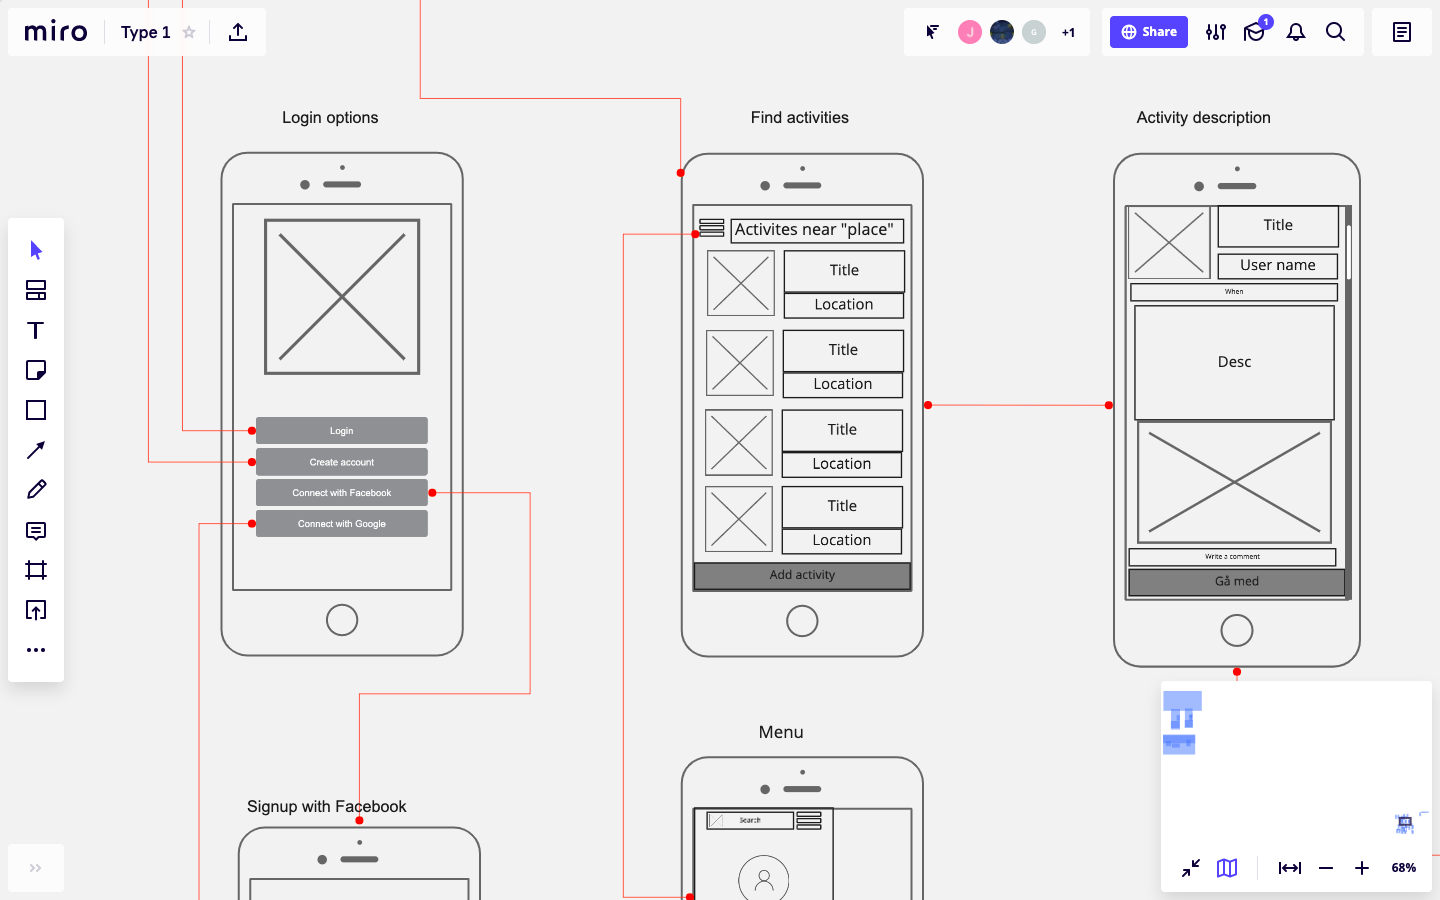 miro
Type 1
J
G
+1
Share
1
Login options
Find activities
Activity description
Activites near "place"
Title
Location
Title
Location
Title
Location
Title
Location
Add activity
Title
User name
When
Desc
Write a comment
Gå med
Login
Create account
Connect with Facebook
Connect with Google
Menu
Search
Signup with Facebook
68%